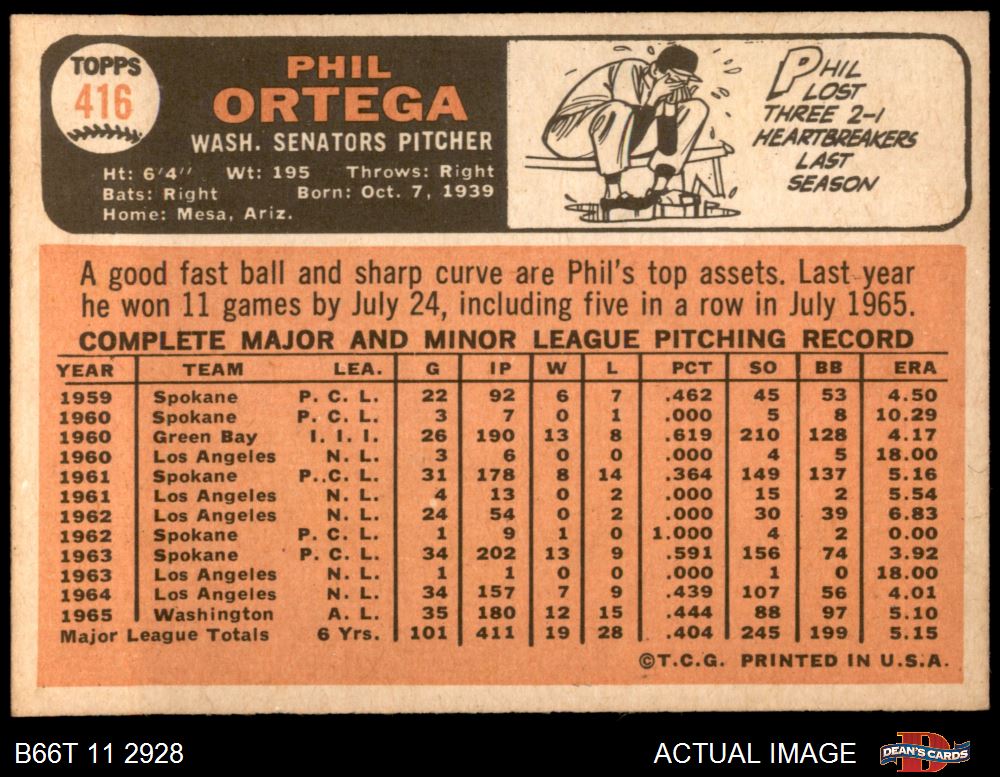 TOPPS
416
PHIL
ORTEGA
WASH. SENATORS PITCHER
Ht: 6'4" Wt: 195 Throws: Right
Bats: Right Born: Oct. 7, 1939
Home: Mesa, Ariz.
PHIL
LOST
THREE 2-1
HEARTBREAKERS
LAST
SEASON
A good fast ball and sharp curve are Phil's top assets. Last year
he won 11 games by July 24, including five in a row in July 1965.
COMPLETE MAJOR AND MINOR LEAGUE PITCHING RECORD
YEAR TEAM LEA. G IP W L PCT SO BB ERA
1959 Spokane P. C. L. 22 92 6 7 .462 45 53 4.50
1960 Spokane P. C. L. 3 7 0 1 .000 5 8 10.29
1960 Green Bay I. I. I. 26 190 13 8 .619 210 128 4.17
1960 Los Angeles N. L. 3 6 0 0 .000 4 5 18.00
1961 Spokane P..C. L. 31 178 8 14 .364 149 137 5.16
1961 Los Angeles N. L. 4 13 0 2 .000 15 2 5.54
1962 Los Angeles N. L. 24 54 0 2 .000 30 39 6.83
1962 Spokane P. C. L. 1 9 1 0 1.000 4 2 0.00
1963 Spokane P. C. L. 34 202 13 9 .591 156 74 3.92
1963 Los Angeles N. L. 1 1 0 0 .000 1 0 18.00
1964 Los Angeles N. L. 34 157 7 9 .439 107 56 4.01
1965 Washington A. L. 35 180 12 15 .444 88 97 5.10
Major League Totals 6 Yrs. 101 411 19 28 .404 245 199 5.15
©T.C.G. PRINTED IN U.S.A.
B66T 11 2928
ACTUAL IMAGE
D
DEAN'S CARDS